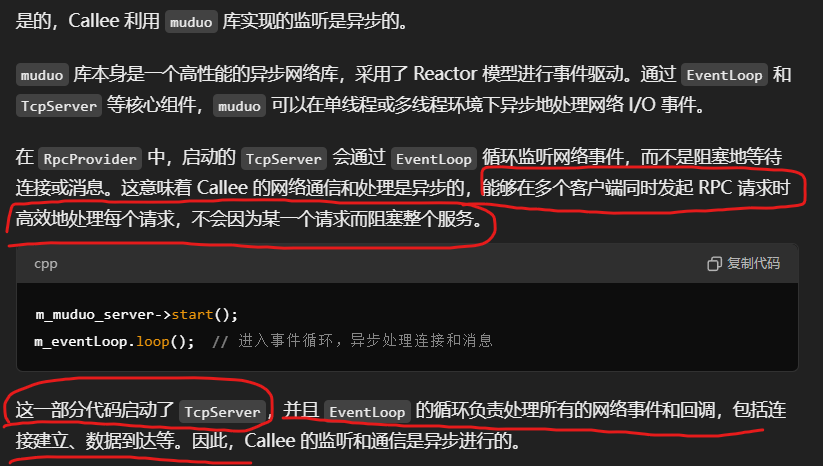 是的，Callee 利用 muduo 库实现的监听是异步的。
muduo 库本身是一个高性能的异步网络库，采用了 Reactor 模型进行事件驱动。通过 EventLoop 和
TcpServer 等核心组件，muduo 可以在单线程或多线程环境下异步地处理网络 I/O 事件。
在 RpcProvider 中，启动的 TcpServer 会通过 EventLoop 循环监听网络事件，而不是阻塞地等待
连接或消息。这意味着 Callee 的网络通信和处理是异步的，能够在多个客户端同时发起 RPC 请求时
高效地处理每个请求，不会因为某一个请求而阻塞整个服务。
cpp 复制代码
m_muduo_server->start();
m_eventLoop.loop(); // 进入事件循环，异步处理连接和消息
这一部分代码启动了 TcpServer，并且 EventLoop 的循环负责处理所有的网络事件和回调，包括连
接建立、数据到达等。因此，Callee 的监听和通信是异步进行的。